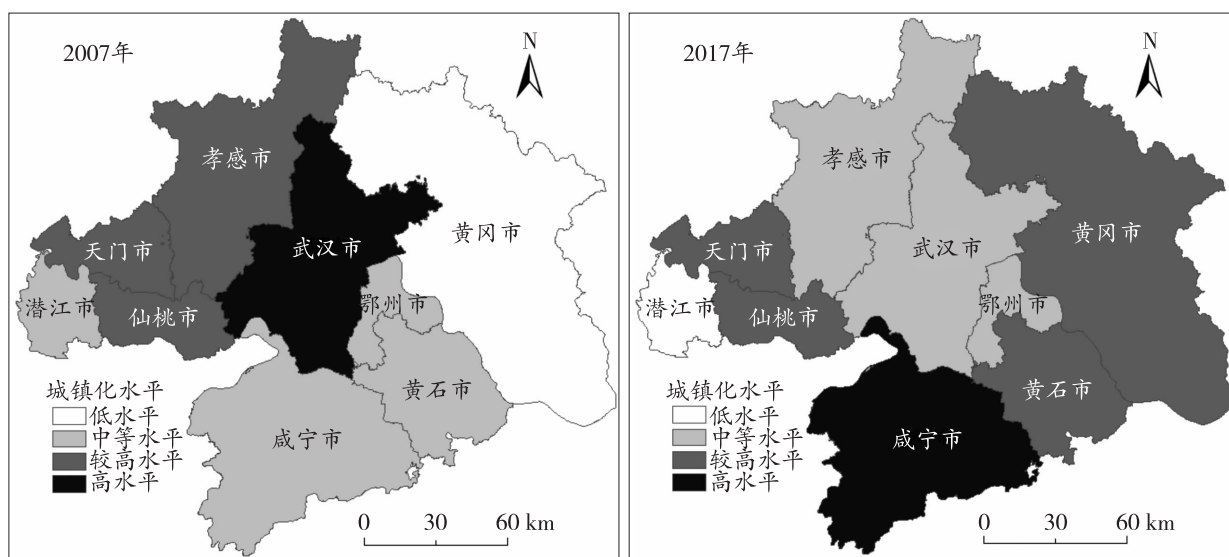 2007年
N
孝感市
武汉市
黄冈市
天门市
潜江市
仙桃市
鄂州市
黄石市
咸宁市
城镇化水平
低水平
中等水平
较高水平
高水平
0 30 60 km
2017年
N
孝感市
武汉市
黄冈市
天门市
潜江市
仙桃市
鄂州市
黄石市
咸宁市
城镇化水平
低水平
中等水平
较高水平
高水平
0 30 60 km